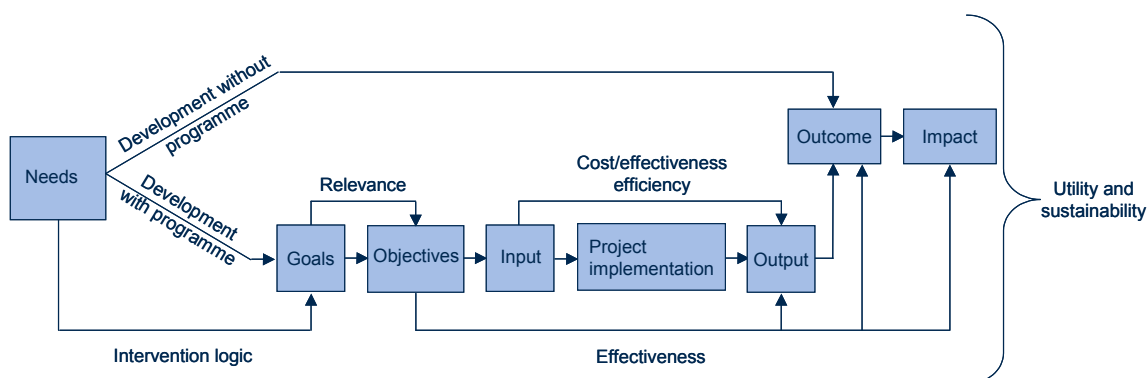 Development without
programme
Needs
Development
with programme
Relevance
Goals
Objectives
Cost/effectiveness
efficiency
Input
Project
implementation
Output
Outcome
Impact
Utility and
sustainability
Intervention logic
Effectiveness